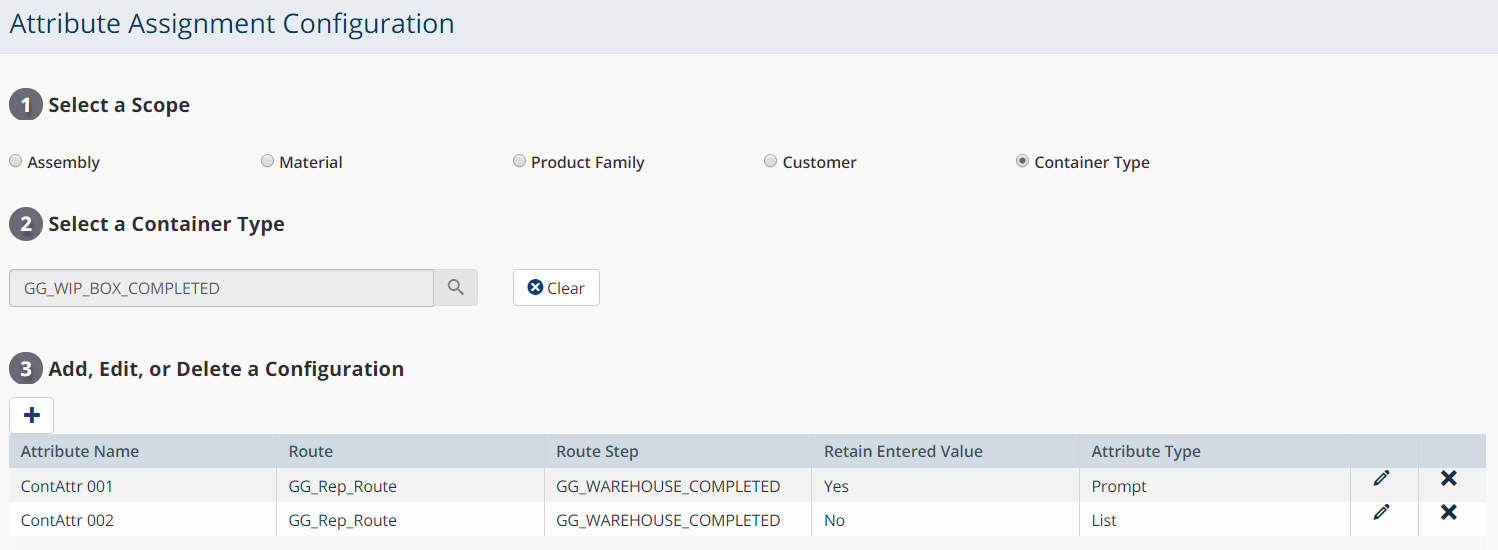 Attribute Assignment Configuration
1 Select a Scope
Assembly Material Product Family Customer Container Type
2 Select a Container Type
GG_WIP_BOX_COMPLETED Clear
3 Add, Edit, or Delete a Configuration
Attribute Name Route Route Step Retain Entered Value Attribute Type
ContAttr 001 GG_Rep_Route GG_WAREHOUSE_COMPLETED Yes Prompt
ContAttr 002 GG_Rep_Route GG_WAREHOUSE_COMPLETED No List